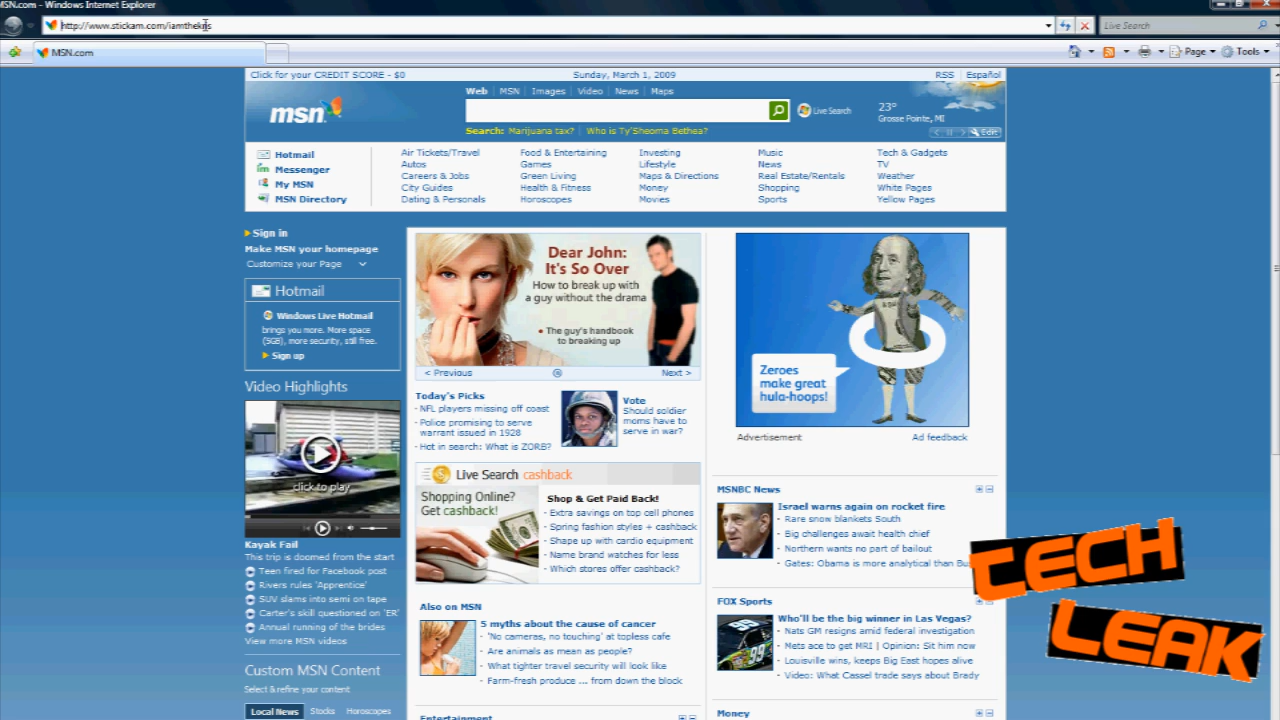 MSN.com - Windows Internet Explorer
Live Search
MSN.com
Page
Tools
Click for your CREDIT SCORE - $0
Sunday, March 1, 2009
RSS
Español
msn
Web
MSN
Images
Video
News
Maps
Live Search
23°
Grosse Pointe, MI
Edit
Search: Marijuana tax?
Who is Ty'Sheoma Bethea?
Hotmail
Messenger
My MSN
MSN Directory
Air Tickets/Travel
Autos
Careers & Jobs
City Guides
Dating & Personals
Food & Entertaining
Games
Green Living
Health & Fitness
Horoscopes
Investing
Lifestyle
Maps & Directions
Money
Movies
Music
News
Real Estate/Rentals
Shopping
Sports
Tech & Gadgets
TV
Weather
White Pages
Yellow Pages
Sign in
Make MSN your homepage
Customize your Page
Hotmail
Windows Live Hotmail
brings you more. More space
(5GB), more security, still free.
Sign up
Video Highlights
click to play
Kayak Fail
This trip is doomed from the start
Teen fired for Facebook post
Rivers rules 'Apprentice'
SUV slams into semi on tape
Carter's skill questioned on 'ER'
Annual running of the brides
View more MSN videos
Custom MSN Content
Select & refine your content
Local News
Stocks
Horoscopes
Dear John:
It's So Over
How to break up with
a guy without the drama
• The guy's handbook
to breaking up
< Previous
Next >
Today's Picks
NFL players missing off coast
Police promising to serve
warrant issued in 1928
Hot in search: What is ZORB?
Vote
Should soldier
moms have to
serve in war?
Live Search cashback
Shopping Online?
Get cashback!
Shop & Get Paid Back!
Extra savings on top cell phones
Spring fashion styles + cashback
Shape up with cardio equipment
Name brand watches for less
Which stores offer cashback?
Also on MSN
5 myths about the cause of cancer
'No cameras, no touching' at topless cafe
Are animals as mean as people?
What tighter travel security will look like
Farm-fresh produce ... from down the block
Entertainment
Zeroes
make great
hula-hoops!
Advertisement
Ad feedback
MSNBC News
Israel warns again on rocket fire
Rare snow blankets South
Big challenges await health chief
Northern wants no part of bailout
Gates: Obama is more analytical than
FOX Sports
Who'll be the big winner in Las Vegas?
Nats GM resigns amid federal investigation
Mets ace to get MRI | Opinion: Sit him now
Louisville wins, keeps Big East hopes alive
Video: What Cassel trade says about Brady
Money
TECH
LEAK